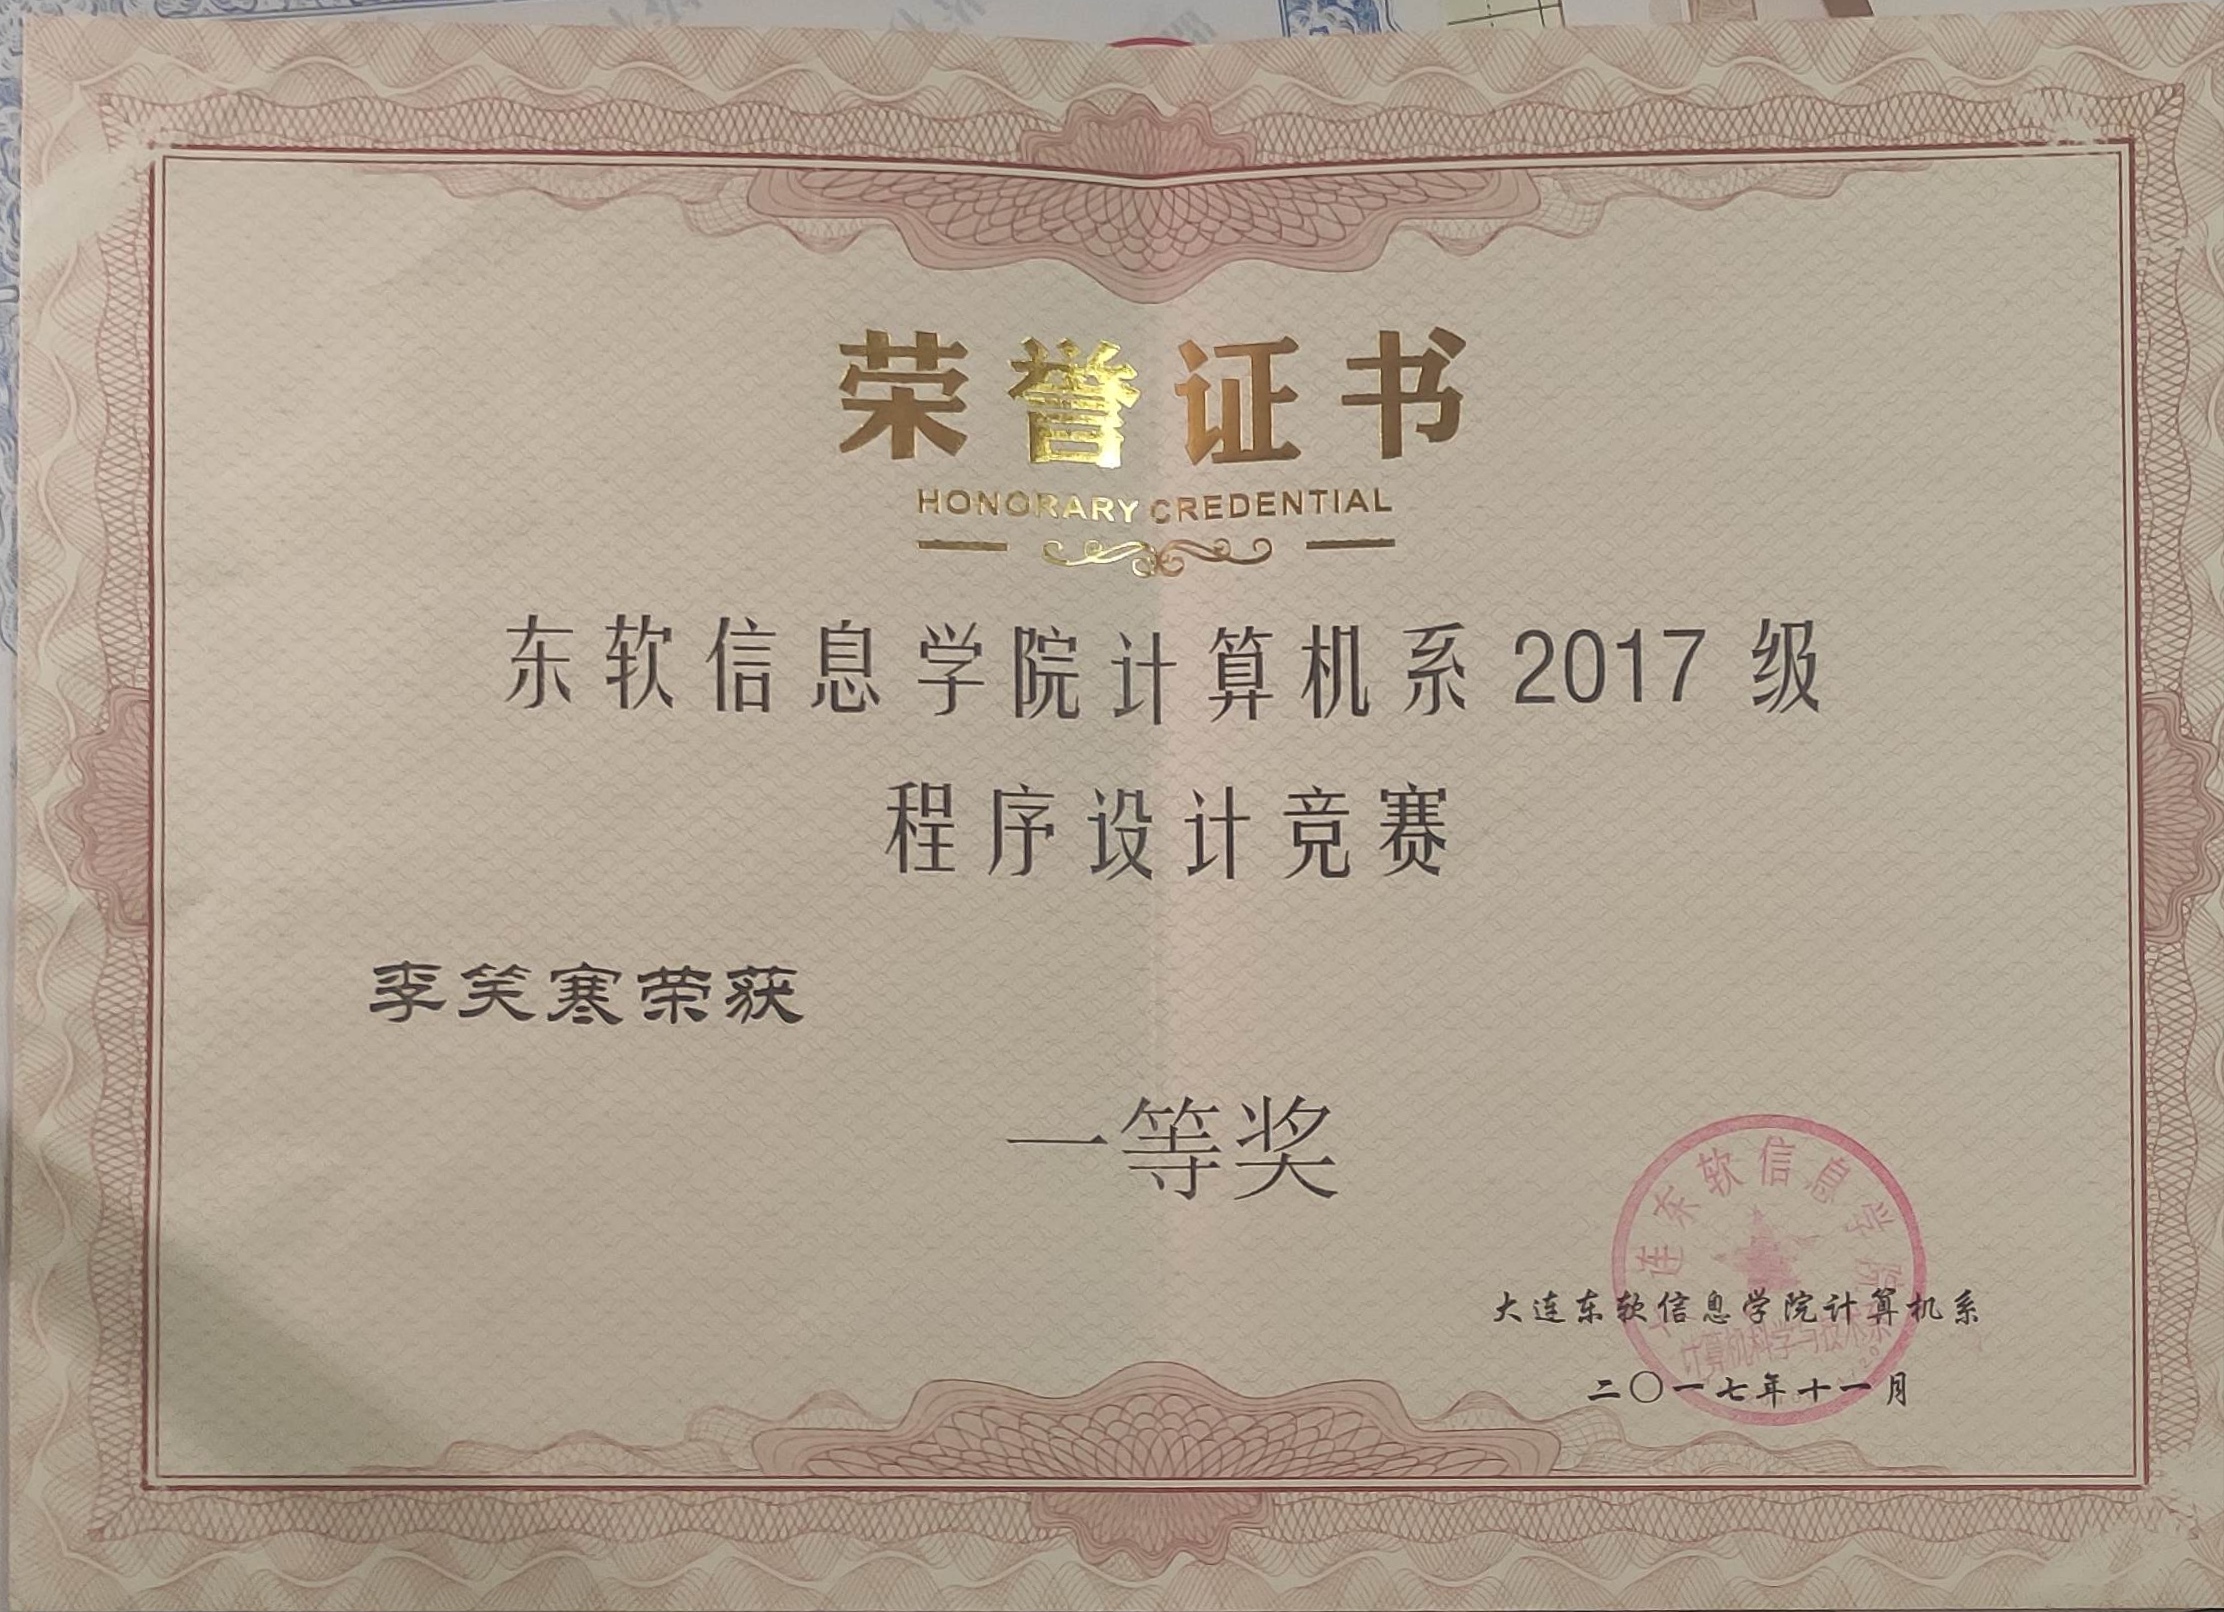 荣誉证书
HONORARY CREDENTIAL
东软信息学院计算机系 2017 级
程序设计竞赛
李笑寒荣获
一等奖
大连东软信息学院
计算机科学与技术系
大连东软信息学院计算机系
二〇一七年十一月